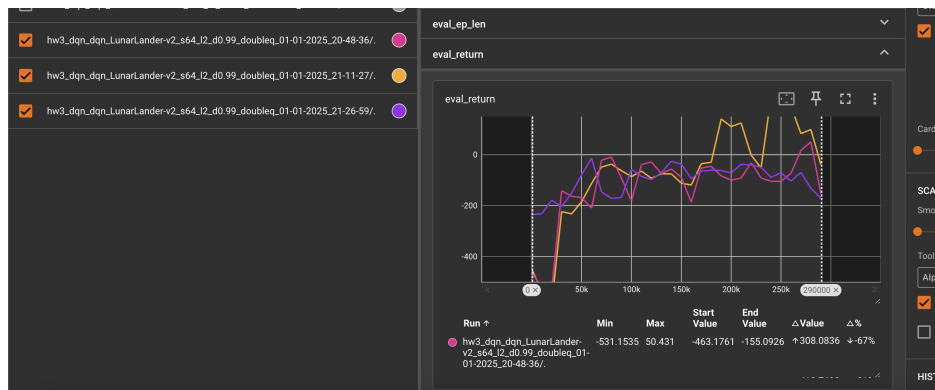 eval_ep_len
hw3_dqn_dqn_LunarLander-v2_s64_l2_d0.99_doubleq_01-01-2025_20-48-36/.
eval_return
hw3_dqn_dqn_LunarLander-v2_s64_l2_d0.99_doubleq_01-01-2025_21-11-27/.
hw3_dqn_dqn_LunarLander-v2_s64_l2_d0.99_doubleq_01-01-2025_21-26-59/.
eval_return
0
-200
-400
0 × 50k 100k 150k 200k 250k 290000 ×
Run ↑ Min Max Start Value End Value △Value △%
hw3_dqn_dqn_LunarLander-
v2_s64_l2_d0.99_doubleq_01-
01-2025_20-48-36/.
-531.1535 50.431 -463.1761 -155.0926 ↑308.0836 ↓-67%
Card
SCA
Smo
Tool
Alp
HIS